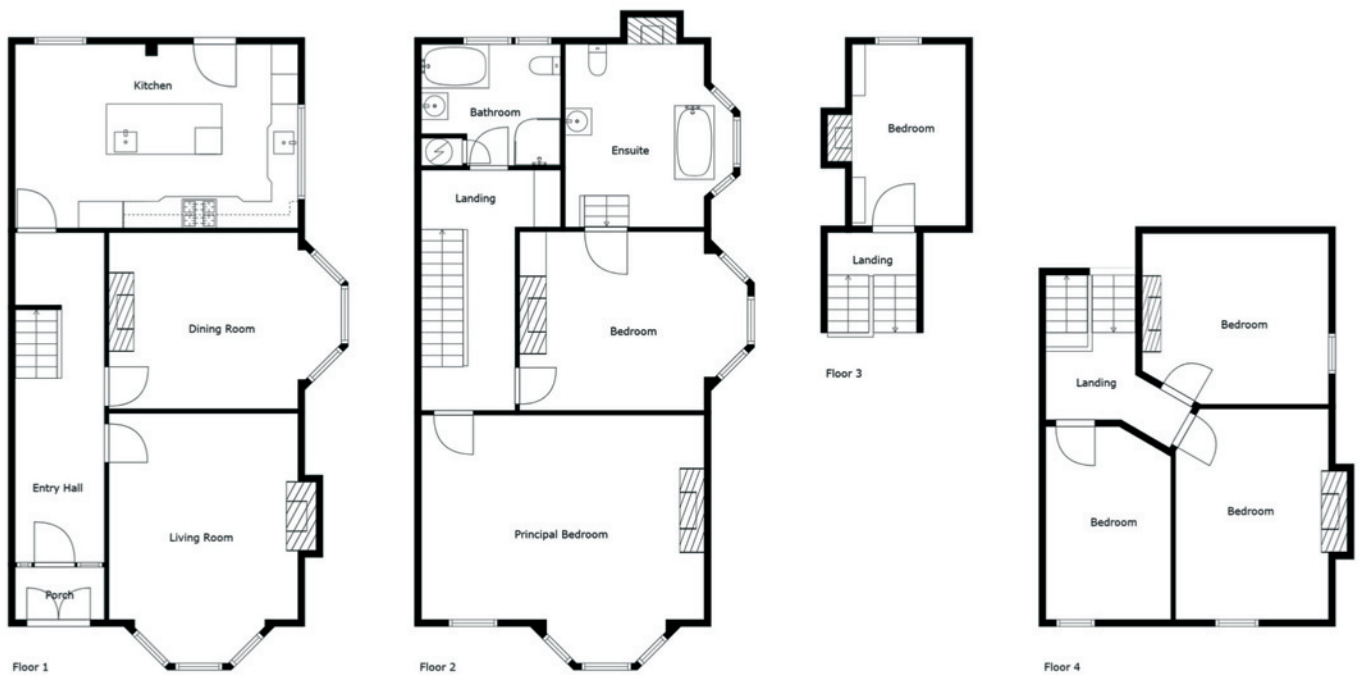 Kitchen
Dining Room
Entry Hall
Living Room
Porch
Floor 1
Bathroom
Ensuite
Landing
Bedroom
Principal Bedroom
Floor 2
Bedroom
Landing
Floor 3
Bedroom
Landing
Bedroom
Bedroom
Floor 4